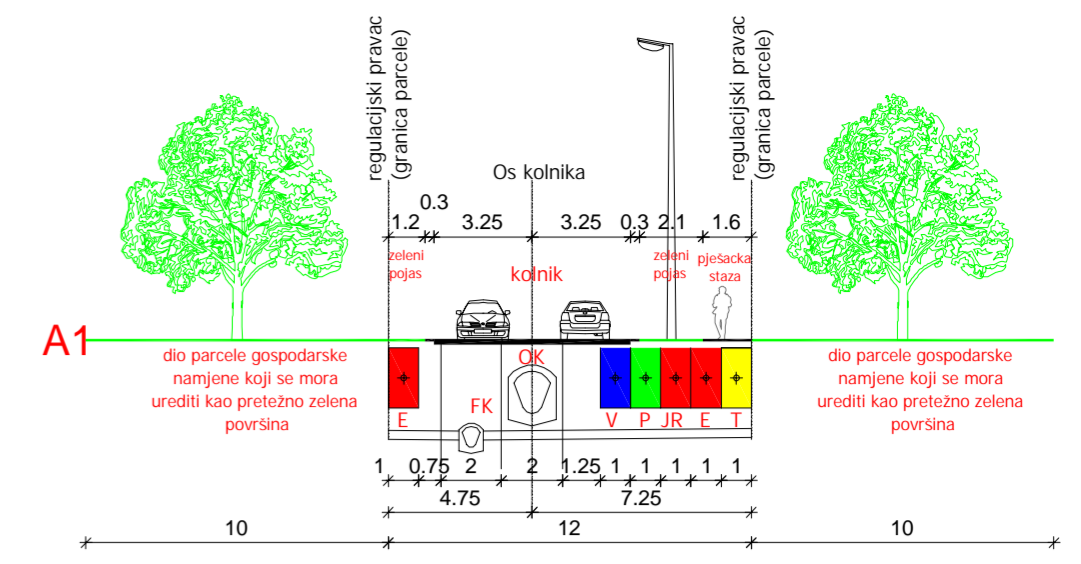 regulacijski pravac
(granica parcele)
regulacijski pravac
(granica parcele)
Os kolnika
0.3
1.2 3.25 3.25 0.3 2.1 1.6
zeleni
pojas
kolnik
zeleni
pojas
pješacka
staza
A1
dio parcele gospodarske
namjene koji se mora
urediti kao pretežno zelena
površina
OK
FK
E V P JR E T
dio parcele gospodarske
namjene koji se mora
urediti kao pretežno zelena
površina
1 0.75 2 2 1.25 1 1 1 1 1
4.75 7.25
10 12 10